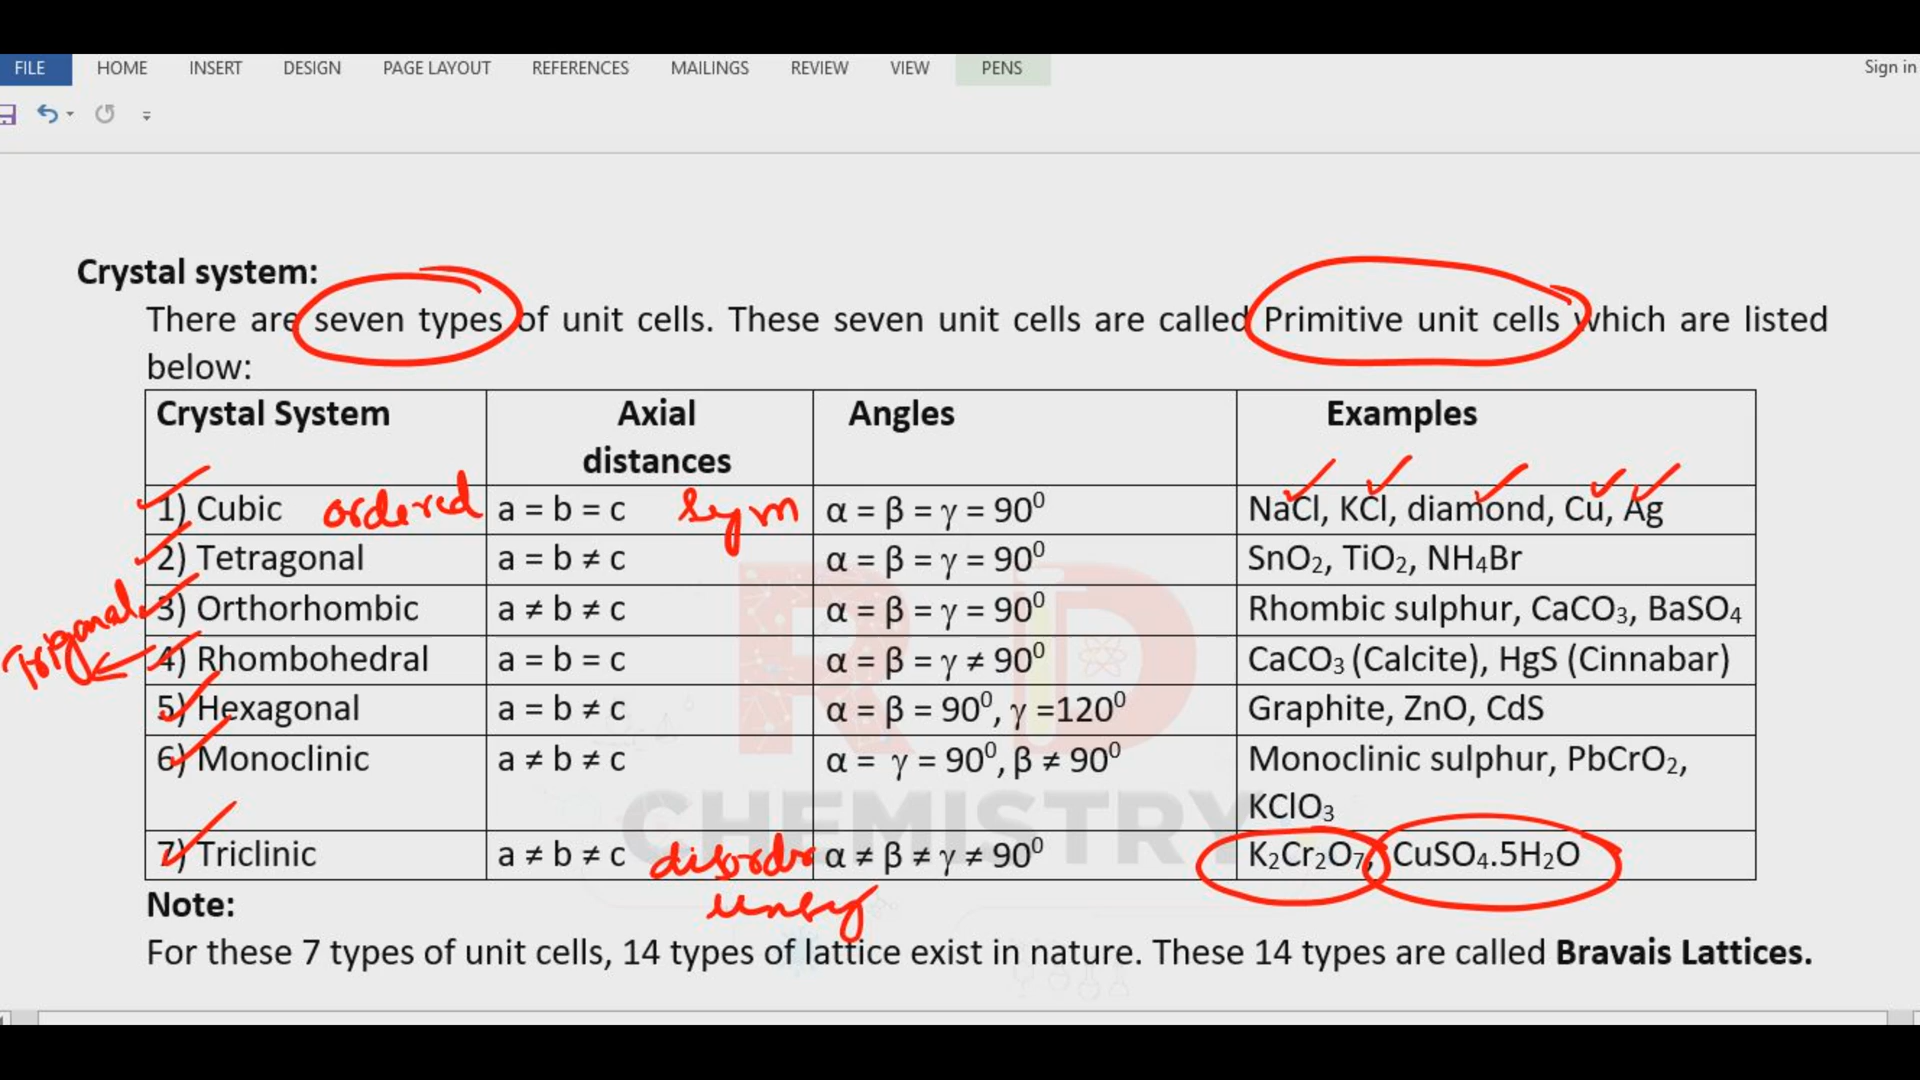 FILE HOME INSERT DESIGN PAGE LAYOUT REFERENCES MAILINGS REVIEW VIEW PENS Sign in
Crystal system:
There are seven types of unit cells. These seven unit cells are called Primitive unit cells which are listed
below:
Crystal System Axial distances Angles Examples
1) Cubic ordered a = b = c Sym α = β = γ = 90⁰ NaCl, KCl, diamond, Cu, Ag
2) Tetragonal a = b ≠ c α = β = γ = 90⁰ SnO₂, TiO₂, NH₄Br
3) Orthorhombic a ≠ b ≠ c α = β = γ = 90⁰ Rhombic sulphur, CaCO₃, BaSO₄
Trigonal 4) Rhombohedral a = b = c α = β = γ ≠ 90⁰ CaCO₃ (Calcite), HgS (Cinnabar)
5) Hexagonal a = b ≠ c α = β = 90⁰, γ =120⁰ Graphite, ZnO, CdS
6) Monoclinic a ≠ b ≠ c α = γ = 90⁰, β ≠ 90⁰ Monoclinic sulphur, PbCrO₂,
KClO₃
7) Triclinic a ≠ b ≠ c α ≠ β ≠ γ ≠ 90⁰ K₂Cr₂O₇, CuSO₄.5H₂O
RD
CHEMISTRY
Note:
For these 7 types of unit cells, 14 types of lattice exist in nature. These 14 types are called Bravais Lattices.